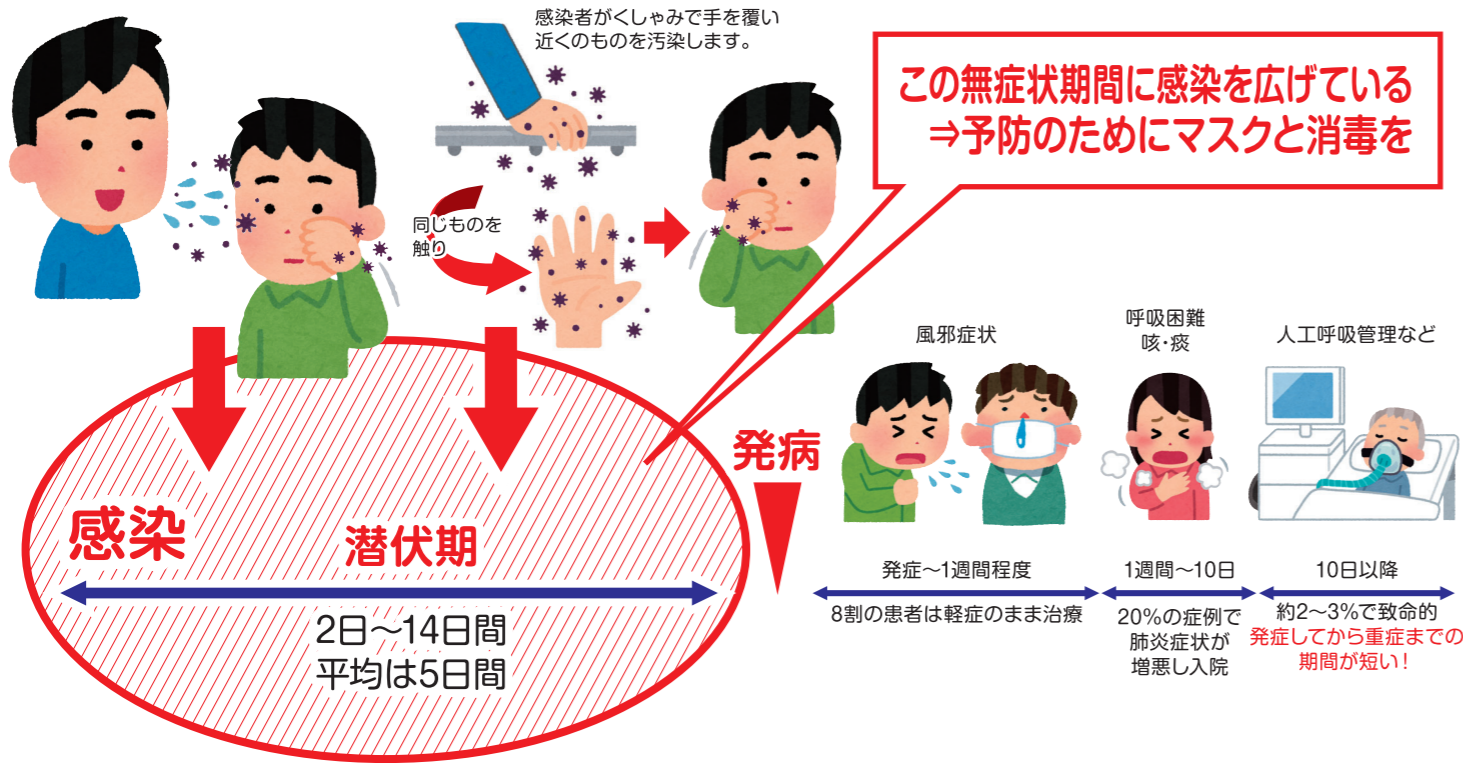 感染者がくしゃみで手を覆い
近くのものを汚染します。
同じものを
触り
この無症状期間に感染を広げている
⇒予防のためにマスクと消毒を
感染
潜伏期
2日〜14日間
平均は5日間
発病
風邪症状
呼吸困難
咳・痰
人工呼吸管理など
発症〜1週間程度
8割の患者は軽症のまま治療
1週間〜10日
20%の症例で
肺炎症状が
増悪し入院
10日以降
約2〜3%で致命的
発症してから重症までの
期間が短い!